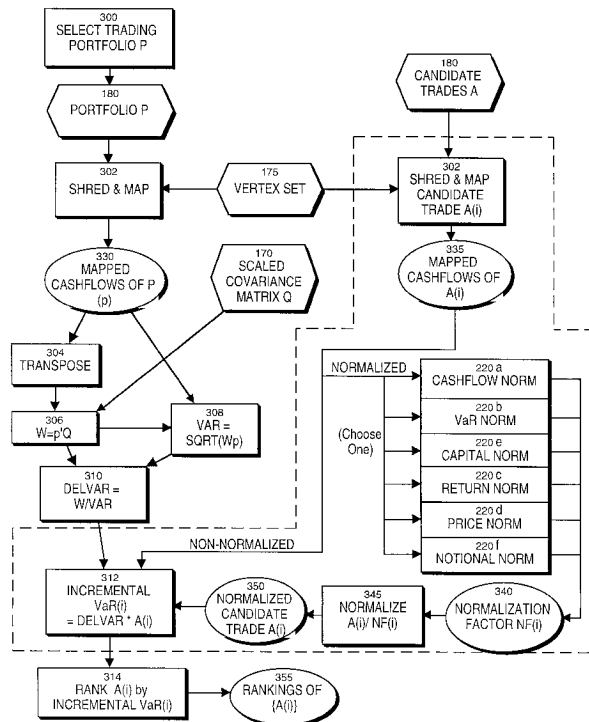 300
SELECT TRADING
PORTFOLIO P
180
PORTFOLIO P
180
CANDIDATE
TRADES A
302
SHRED & MAP
175
VERTEX SET
302
SHRED & MAP
CANDIDATE
TRADE A(i)
330
MAPPED
CASHFLOWS OF P
(p)
170
SCALED
COVARIANCE
MATRIX Q
335
MAPPED
CASHFLOWS OF
A(i)
304
TRANSPOSE
306
W=p'Q
308
VAR =
SQRT(Wp)
310
DELVAR =
W/VAR
NORMALIZED
(Choose
One)
220 a
CASHFLOW NORM
220 b
VaR NORM
220 e
CAPITAL NORM
220 c
RETURN NORM
220 d
PRICE NORM
220 f
NOTIONAL NORM
NON-NORMALIZED
312
INCREMENTAL
VaR(i)
= DELVAR * A(i)
350
NORMALIZED
CANDIDATE
TRADE A(i)
345
NORMALIZE
A(i)/ NF(i)
340
NORMALIZATION
FACTOR NF(i)
314
RANK A(i) by
INCREMENTAL VaR(i)
355
RANKINGS OF
{A(i)}